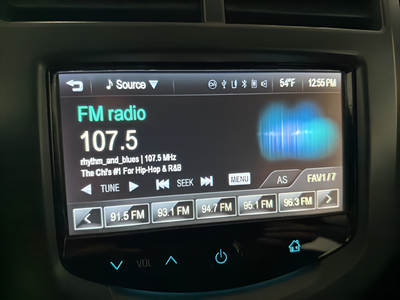 Source
54°F
12:55 PM
FM radio
107.5
rhythm_and_blues | 107.5 MHz
The Chi's #1 For Hip-Hop & R&B
TUNE SEEK MENU AS FAV1/7
91.5 FM 93.1 FM 94.7 FM 95.1 FM 96.3 FM
VOL